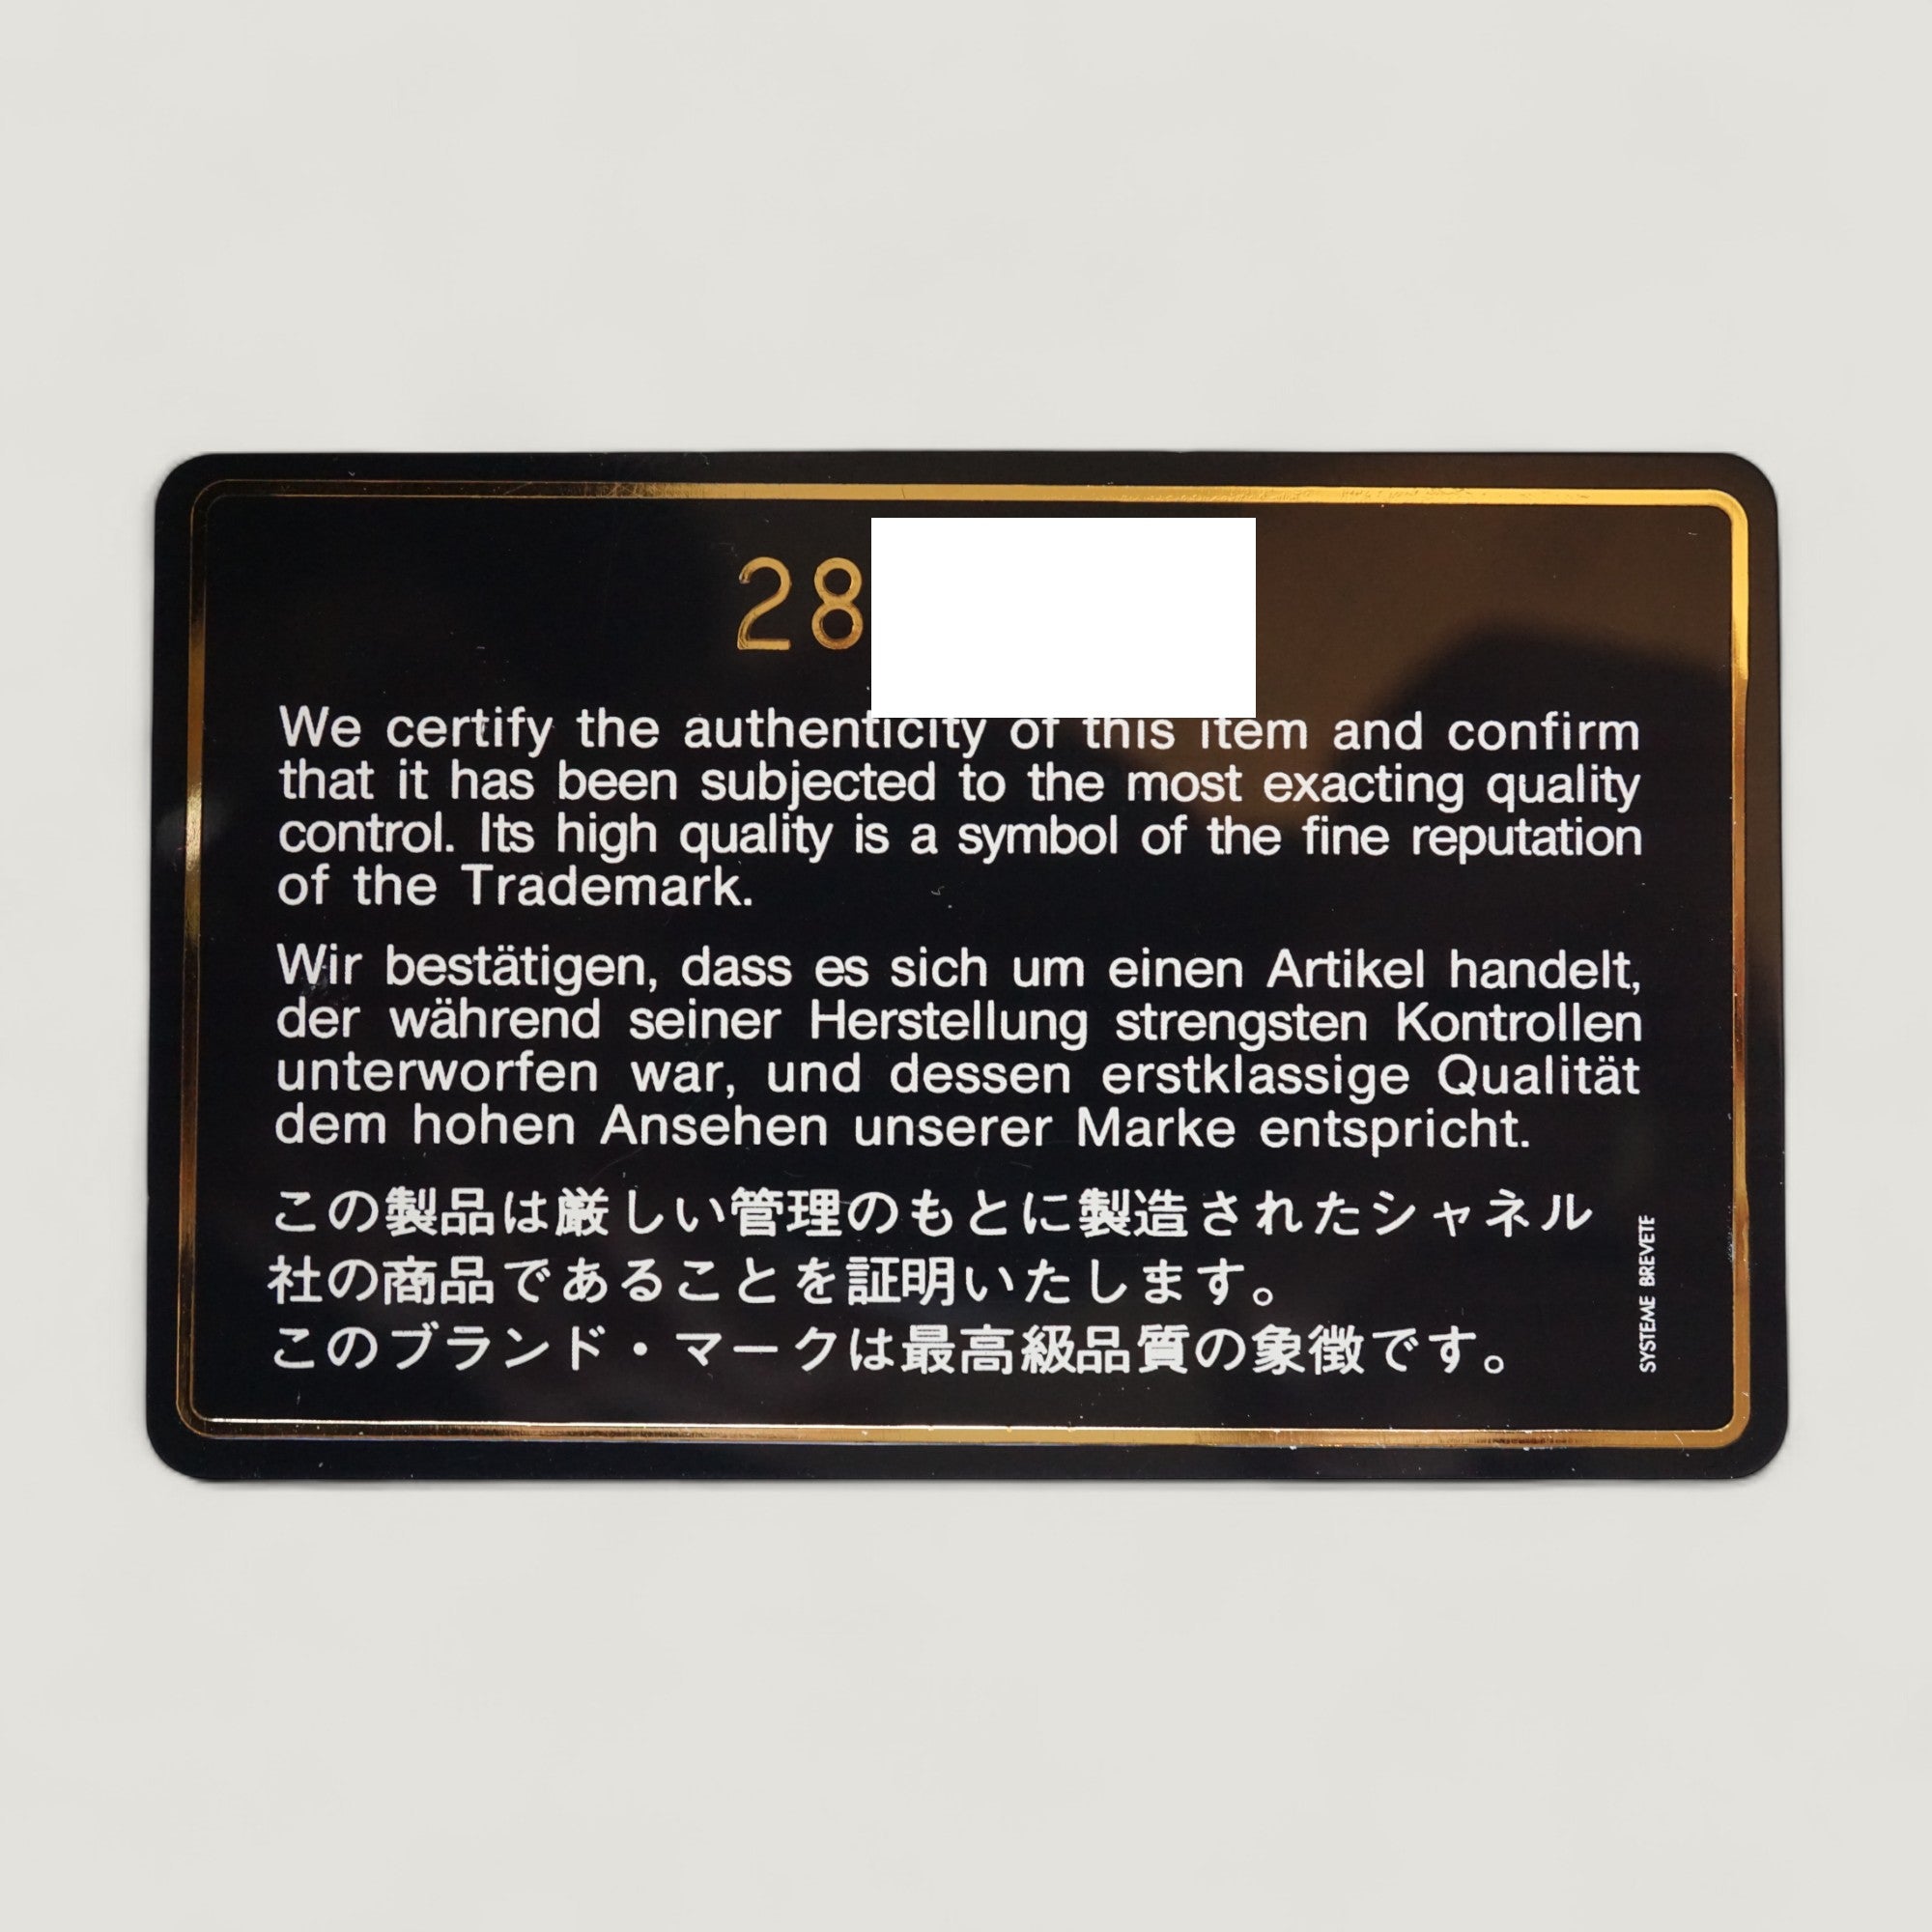 28
We certify the authenticity of this item and confirm
that it has been subjected to the most exacting quality
control. Its high quality is a symbol of the fine reputation
of the Trademark.
Wir bestätigen, dass es sich um einen Artikel handelt,
der während seiner Herstellung strengsten Kontrollen
unterworfen war, und dessen erstklassige Qualität
dem hohen Ansehen unserer Marke entspricht.
この製品は厳しい管理のもとに製造されたシャネル
社の商品であることを証明いたします。
このブランド・マークは最高級品質の象徴です。
SYSTEME BREVETE